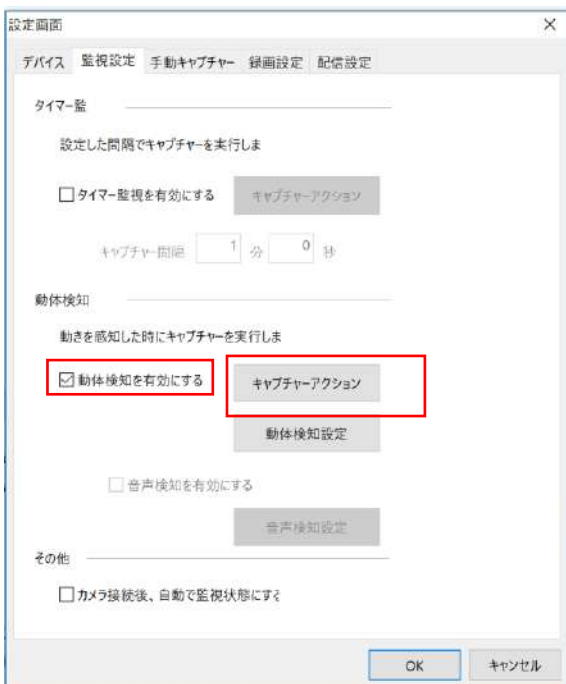 設定画面
デバイス 監視設定 手動キャプチャー 録画設定 配信設定
タイマー監
設定した間隔でキャプチャーを実行しま
タイマー監視を有効にする キャプチャーアクション
キャプチャー間隔 1 分 0 秒
動体検知
動きを感知した時にキャプチャーを実行しま
動体検知を有効にする キャプチャーアクション
動体検知設定
音声検知を有効にする
音声検知設定
その他
カメラ接続後、自動で監視状態にする
OK キャンセル